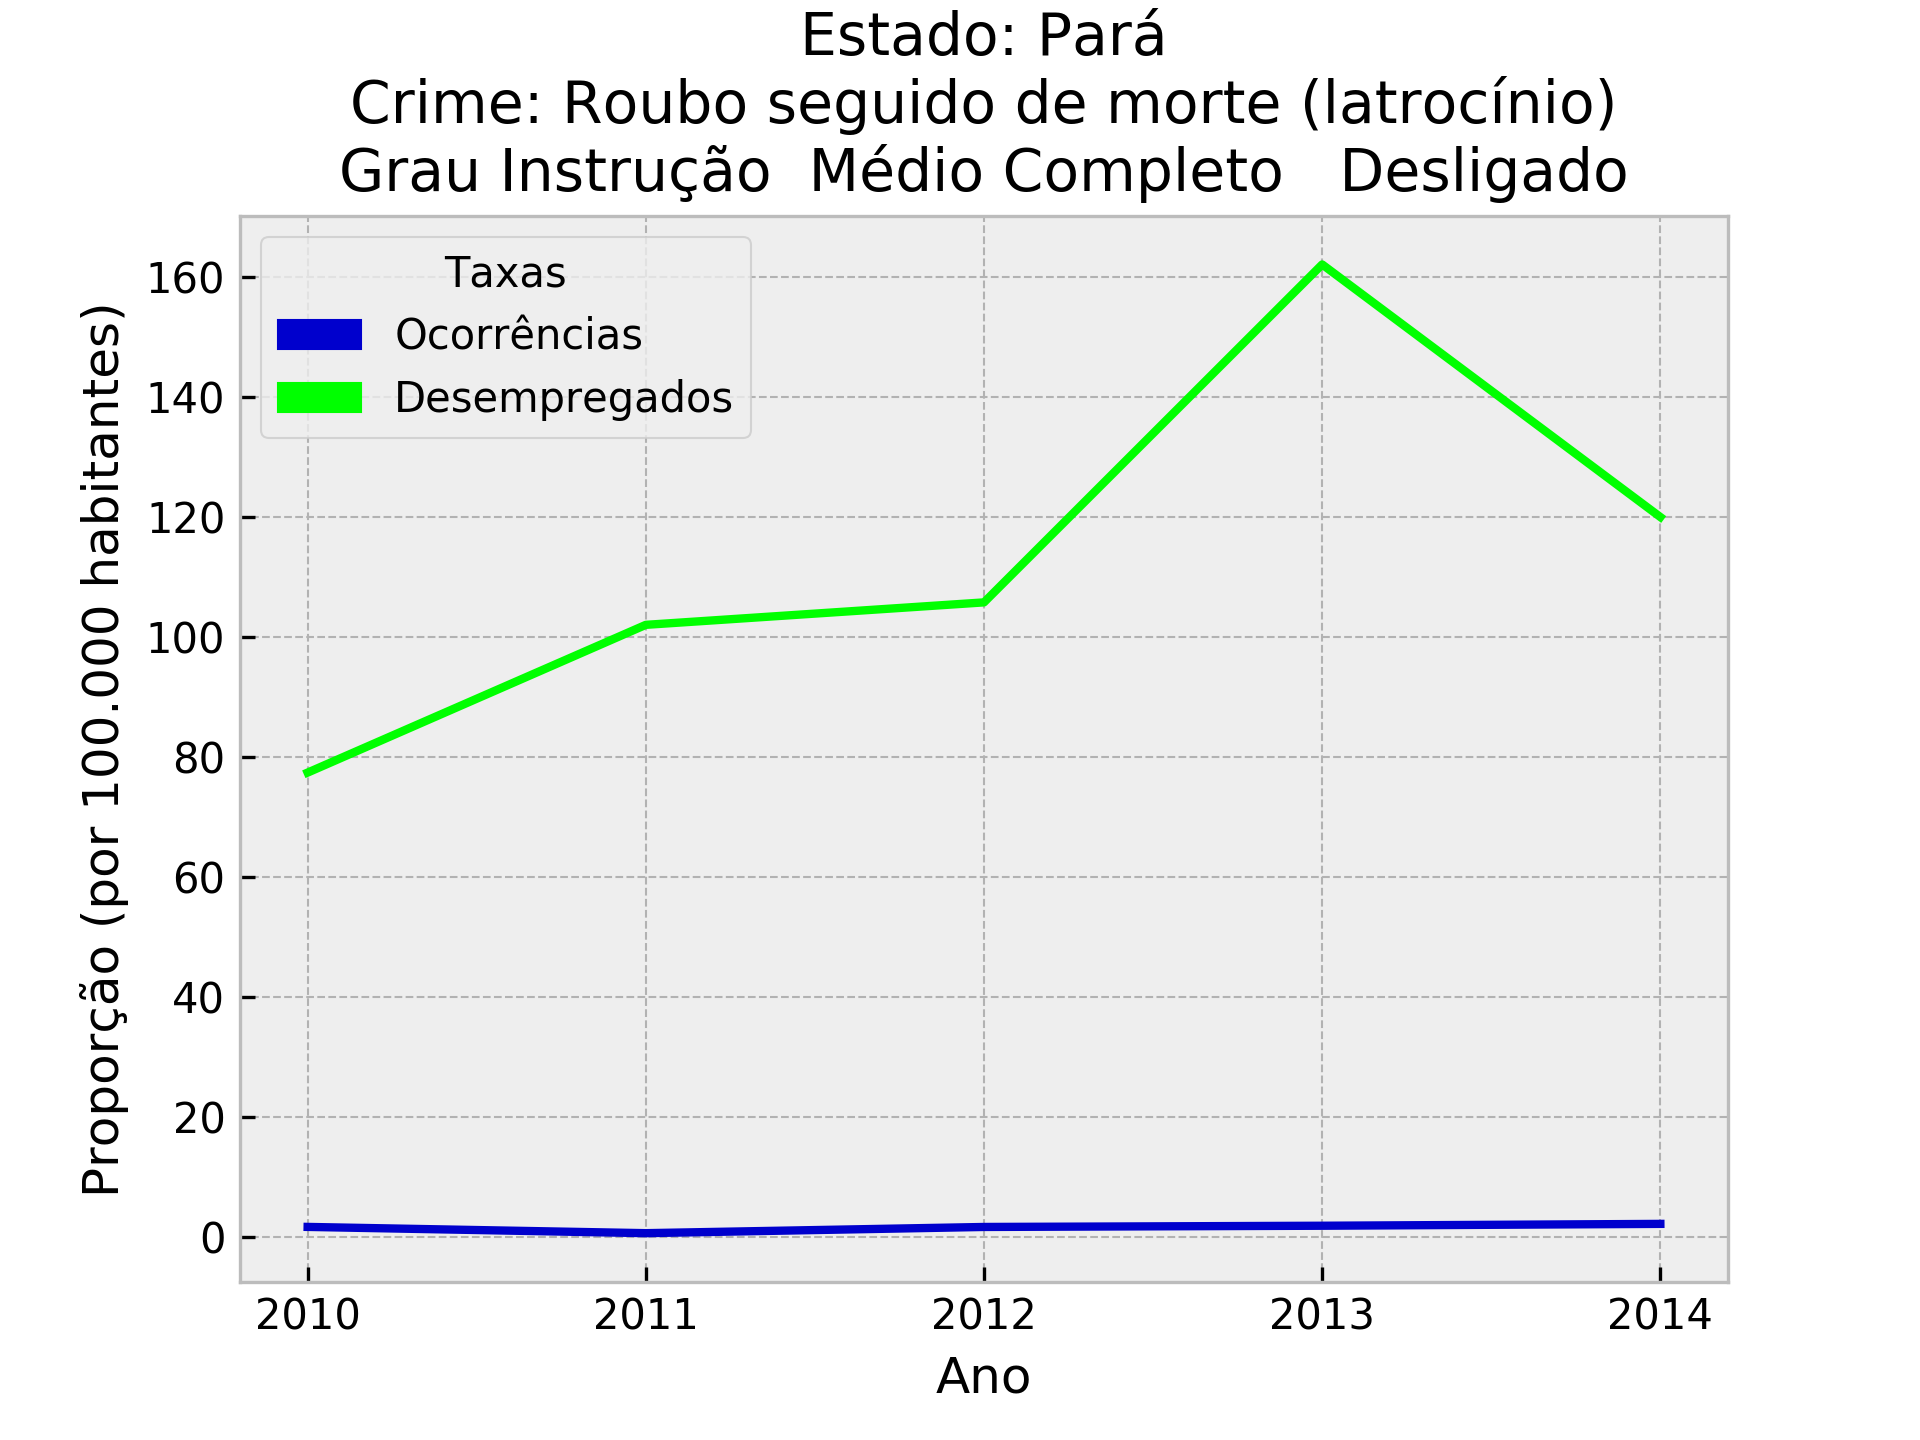 Estado: Pará
Crime: Roubo seguido de morte (latrocínio)
Grau Instrução  Médio Completo   Desligado
Taxas
Ocorrências
Desempregados
Proporção (por 100.000 habitantes)
160
140
120
100
80
60
40
20
0
2010 2011 2012 2013 2014
Ano